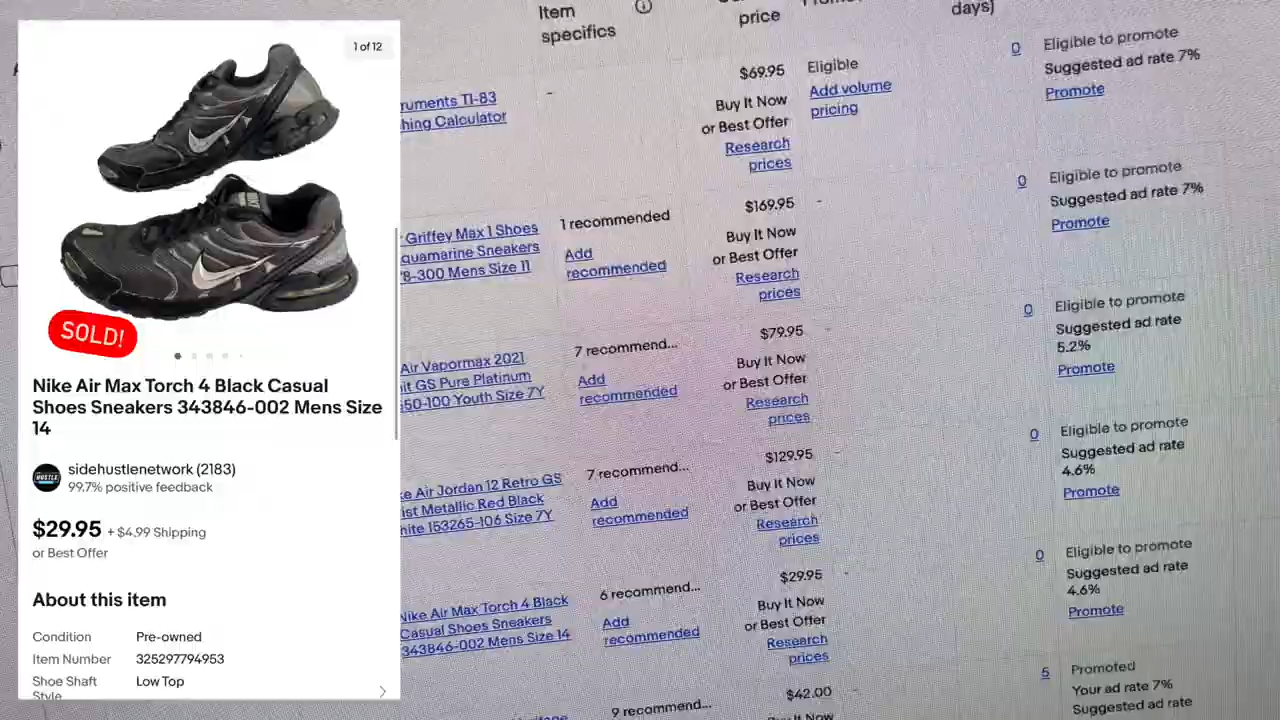 1 of 12
SOLD!
Nike Air Max Torch 4 Black Casual
Shoes Sneakers 343846-002 Mens Size
14
HUSTLE
sidehustlenetwork (2183)
99.7% positive feedback
$29.95 + $4.99 Shipping
or Best Offer
About this item
Condition Pre-owned
Item Number 325297794953
Shoe Shaft Low Top
Style
Item
specifics
price
days)
ruments TI-83
hing Calculator
-
$69.95
Buy It Now
or Best Offer
Research
prices
Eligible
Add volume
pricing
0
Eligible to promote
Suggested ad rate 7%
Promote
Griffey Max 1 Shoes
quamarine Sneakers
8-300 Mens Size 11
1 recommended
Add
recommended
$169.95
Buy It Now
or Best Offer
Research
prices
-
0
Eligible to promote
Suggested ad rate 7%
Promote
Air Vapormax 2021
it GS Pure Platinum
50-100 Youth Size 7Y
7 recommend...
Add
recommended
$79.95
Buy It Now
or Best Offer
Research
prices
-
0
Eligible to promote
Suggested ad rate
5.2%
Promote
ke Air Jordan 12 Retro GS
ist Metallic Red Black
hite 153265-106 Size 7Y
7 recommend...
Add
recommended
$129.95
Buy It Now
or Best Offer
Research
prices
-
0
Eligible to promote
Suggested ad rate
4.6%
Promote
Nike Air Max Torch 4 Black
Casual Shoes Sneakers
343846-002 Mens Size 14
6 recommend...
Add
recommended
$29.95
Buy It Now
or Best Offer
Research
prices
-
0
Eligible to promote
Suggested ad rate
4.6%
Promote
9 recommend...
$42.00
Buy It Now
-
5
Promoted
Your ad rate 7%
Suggested ad rate